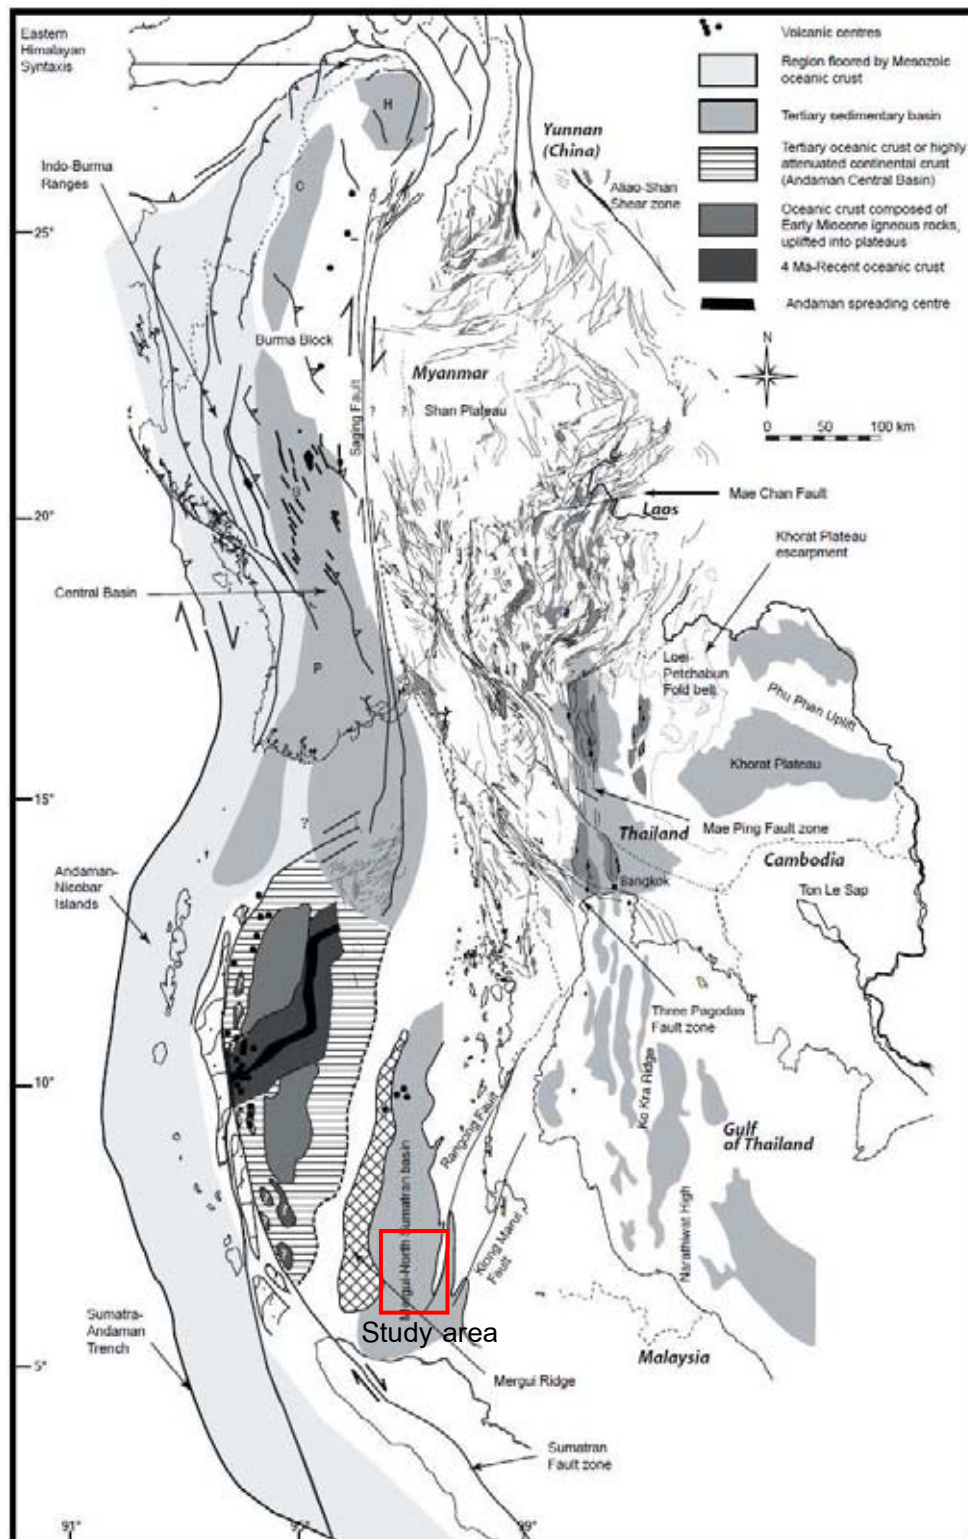 Eastern
Himalayan
Syntaxis
Volcanic centres
Region floored by Mesozoic
oceanic crust
Tertiary sedimentary basin
Tertiary oceanic crust or highly
attenuated continental crust
(Andaman Central Basin)
Oceanic crust composed of
Early Miocene igneous rocks,
uplifted into plateaus
4 Ma-Recent oceanic crust
Andaman spreading centre
N
0 50 100 km
H
Yunnan
(China)
Aliao-Shan
Shear zone
Indo-Burma
Ranges
C
25°
Burma Block
Saging Fault
Myanmar
? ?
Shan Plateau
Mae Chan Fault
Laos
20°
Khorat Plateau
escarpment
Central Basin
P
Loei-
Petchabun
Fold belt
Phu Phan Uplift
Khorat Plateau
15°
?
Thailand
Mae Ping Fault zone
Cambodia
Bangkok
Ton Le Sap
Andaman-
Nicobar
Islands
Three Pagodas
Fault zone
10°
Ko Kra Ridge
Gulf
of Thailand
Ranong Fault
Mergui-North Sumatran basin
Klong Marui
Fault
Narathiwat High
Study area
Sumatra-
Andaman
Trench
Malaysia
5°
Mergui Ridge
Sumatran
Fault zone
91°
99°